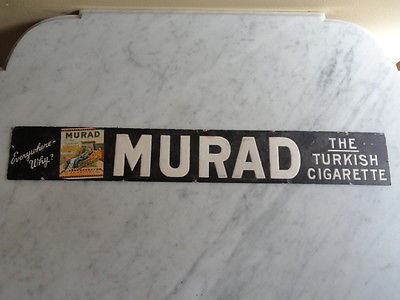 Everywhere-
Why?
MURAD
MURAD
THE
TURKISH
CIGARETTE